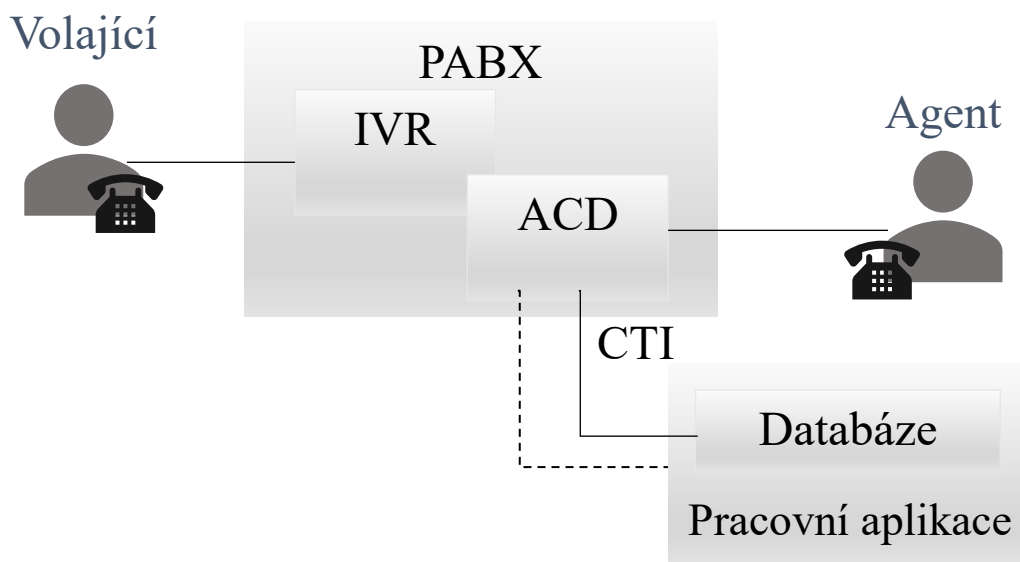 Volající
PABX
IVR
Agent
ACD
CTI
Databáze
Pracovní aplikace